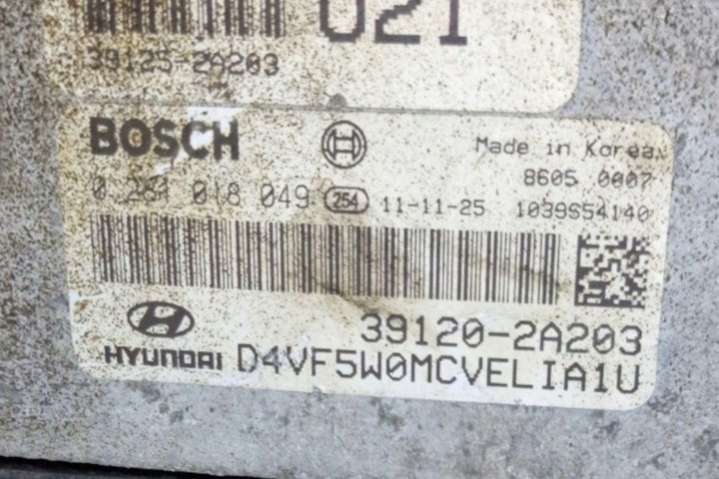 021
39125-2A203
BOSCH
Made in Korea.
8605 0007
0 281 018 049 254 11-11-25 1039S54140
39120-2A203
HYUNDAI D4VF5W0MCVELIA1U